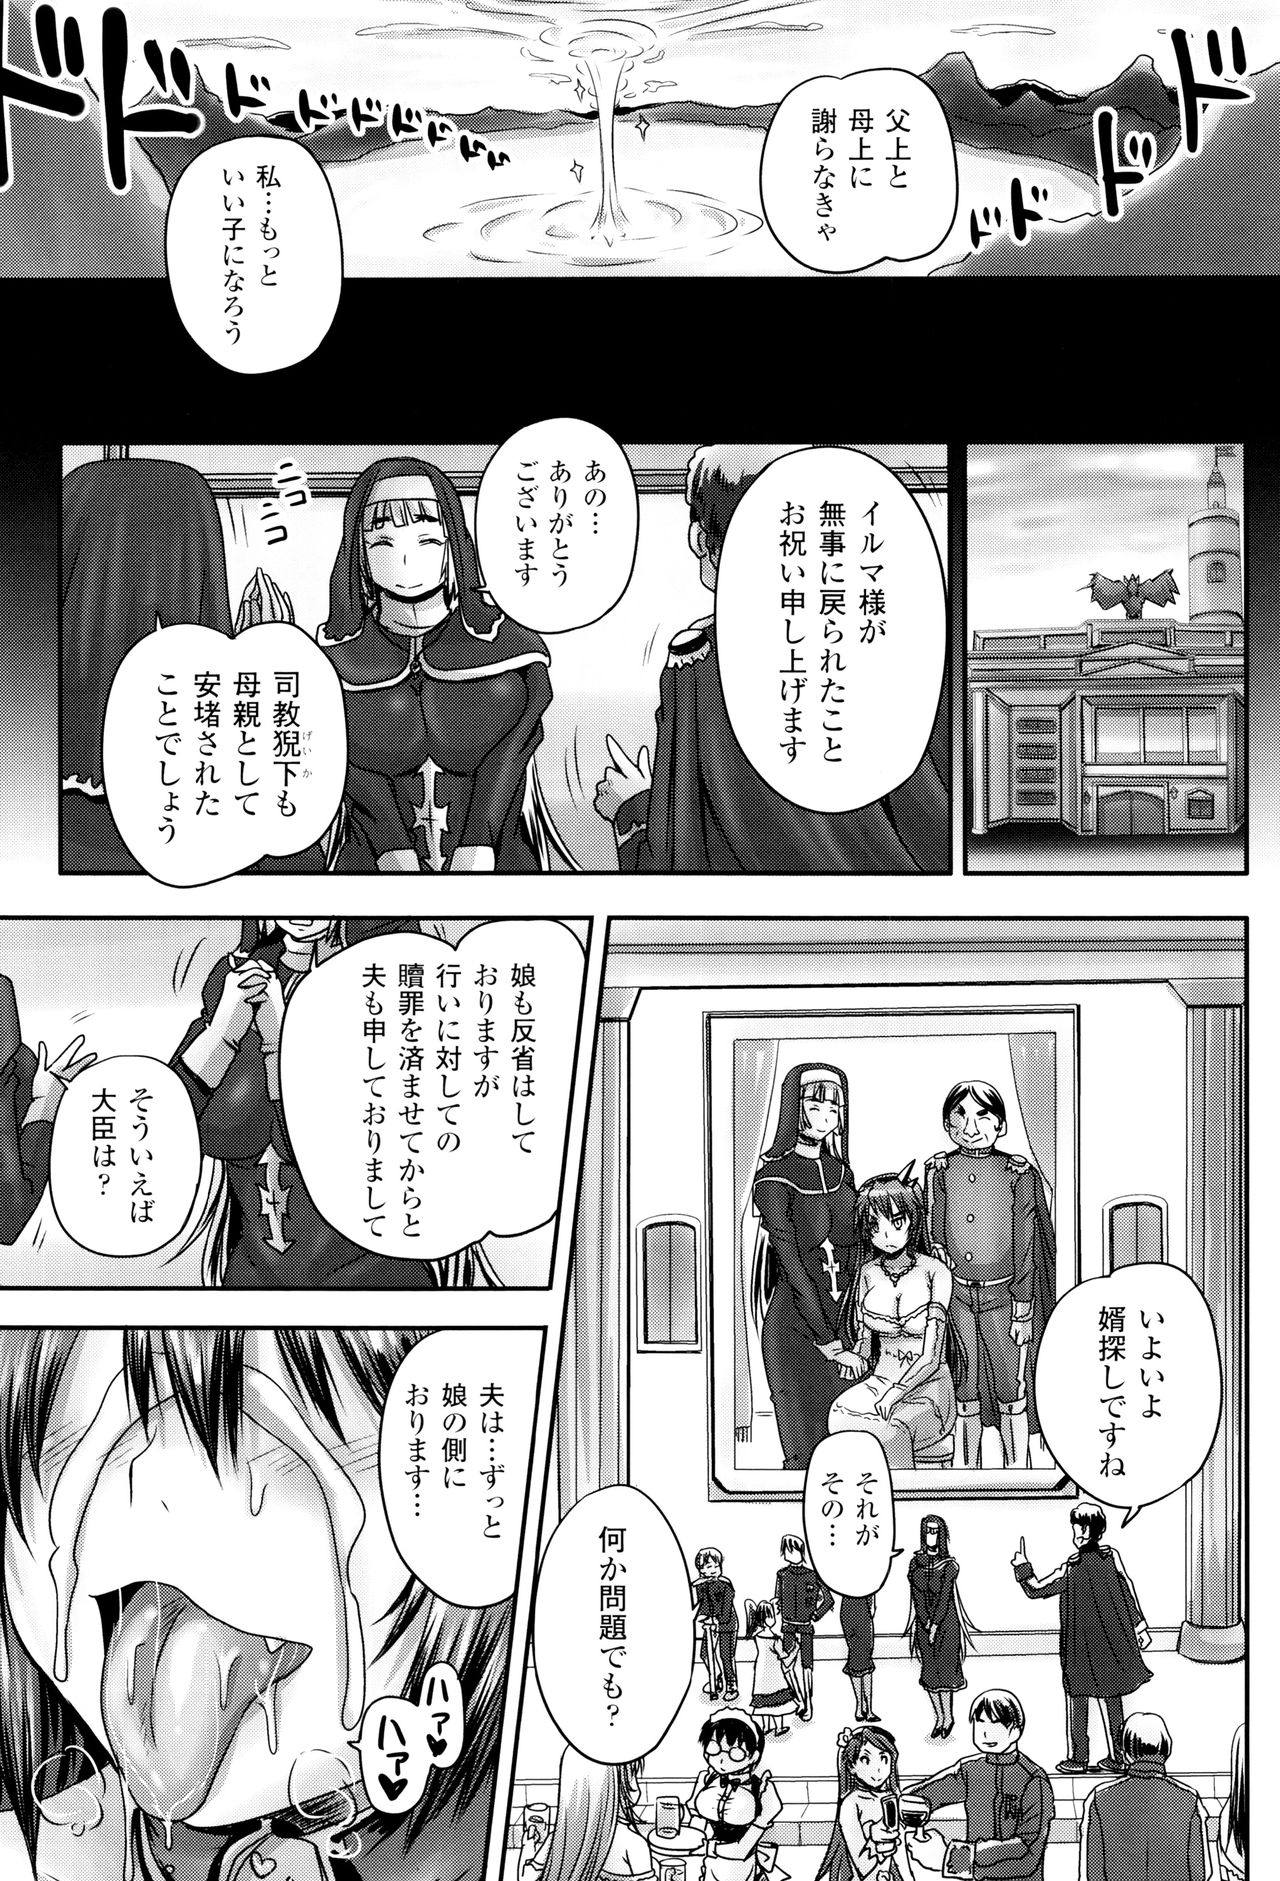 ドドドドドド
父上と
母上に
謝らなきゃ
ドドドド
私…もっと
いい子になろう
イルマ様が
無事に戻られたこと
お祝い申し上げます
あの…
ありがとう
ございます
ニコ
ニコ
司教猊下も
げいか
母親として
安堵された
ことでしょう
いよいよ
婿探しですね
それが
その…
何か問題でも？
娘も反省はして
おりますが
行いに対しての
贖罪を済ませてからと
夫も申しておりまして
そういえば
大臣は？
夫は…ずっと
娘の側に
おります…
ハァ♥
ハァ♥